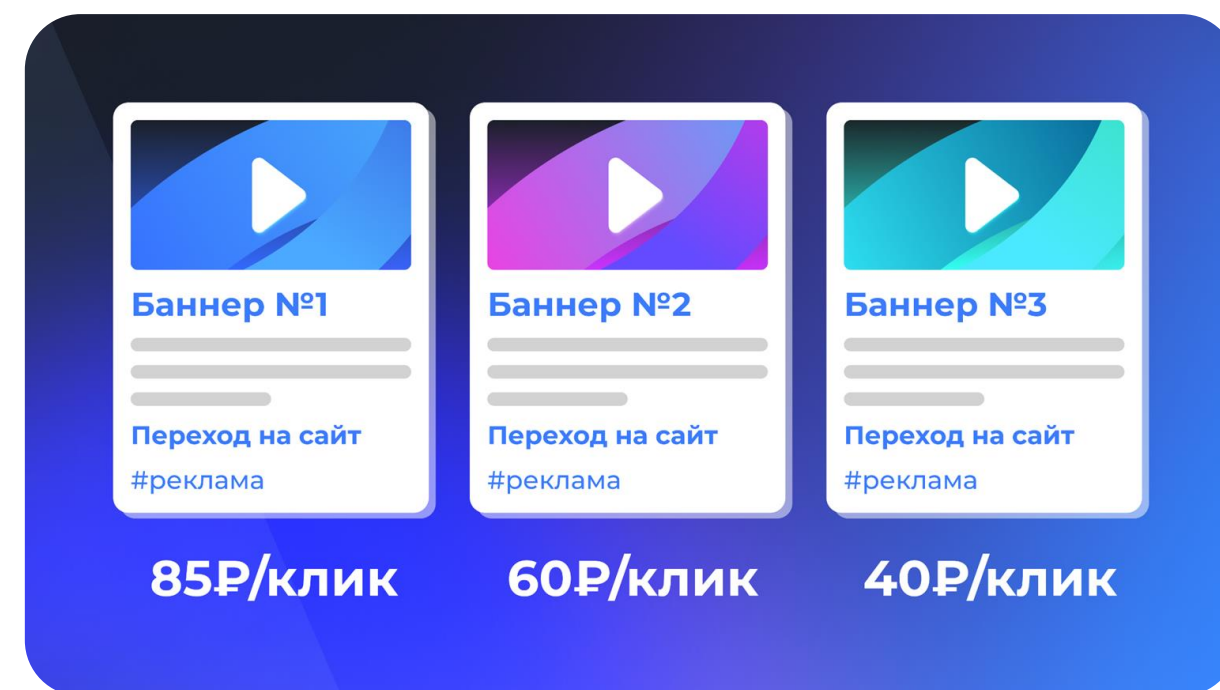 Баннер №1
Переход на сайт
#реклама
85₽/клик
Баннер №2
Переход на сайт
#реклама
60₽/клик
Баннер №3
Переход на сайт
#реклама
40₽/клик